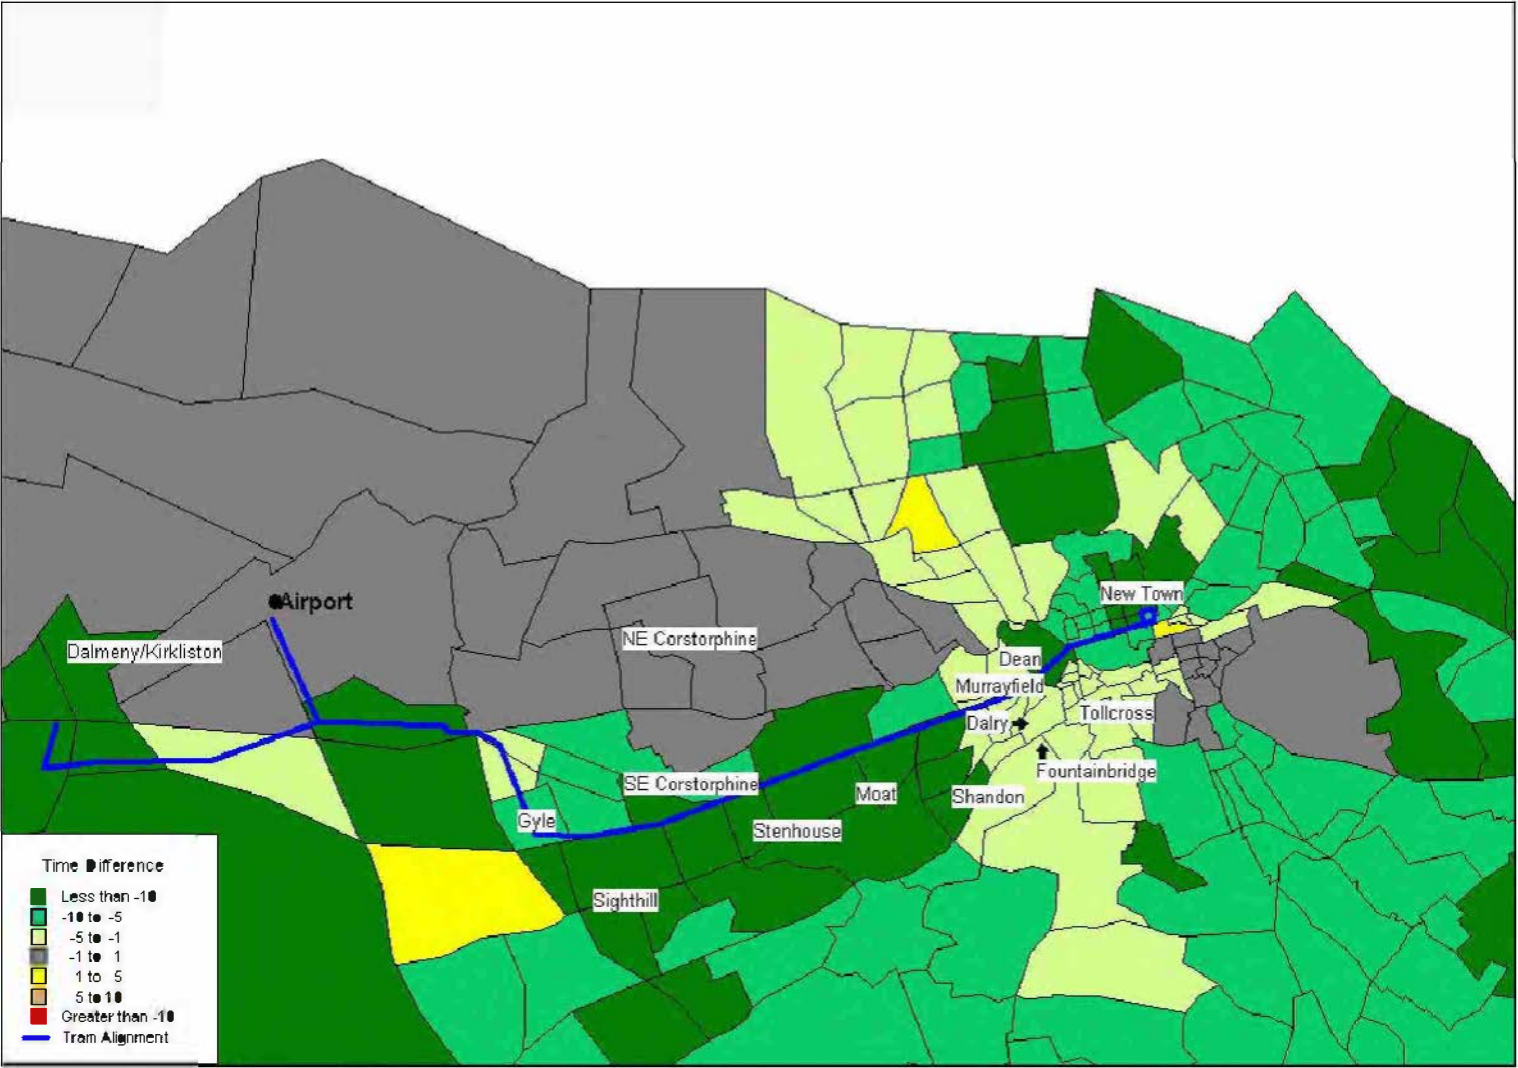 New Town
Airport
NE Corstorphine
Dalmeny/Kirkliston
Dean
Murrayfield
Dalry
Tollcross
Fountainbridge
SE Corstorphine
Moat
Shandon
Gyle
Stenhouse
Sighthill
Time Difference
Less than -10
-10 to -5
-5 to -1
-1 to 1
1 to 5
5 to 10
Greater than -10
Tram Alignment